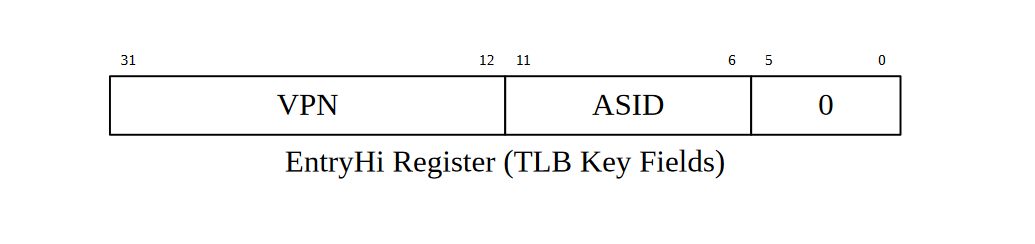 31 12 11 6 5 0
VPN ASID 0
EntryHi Register (TLB Key Fields)